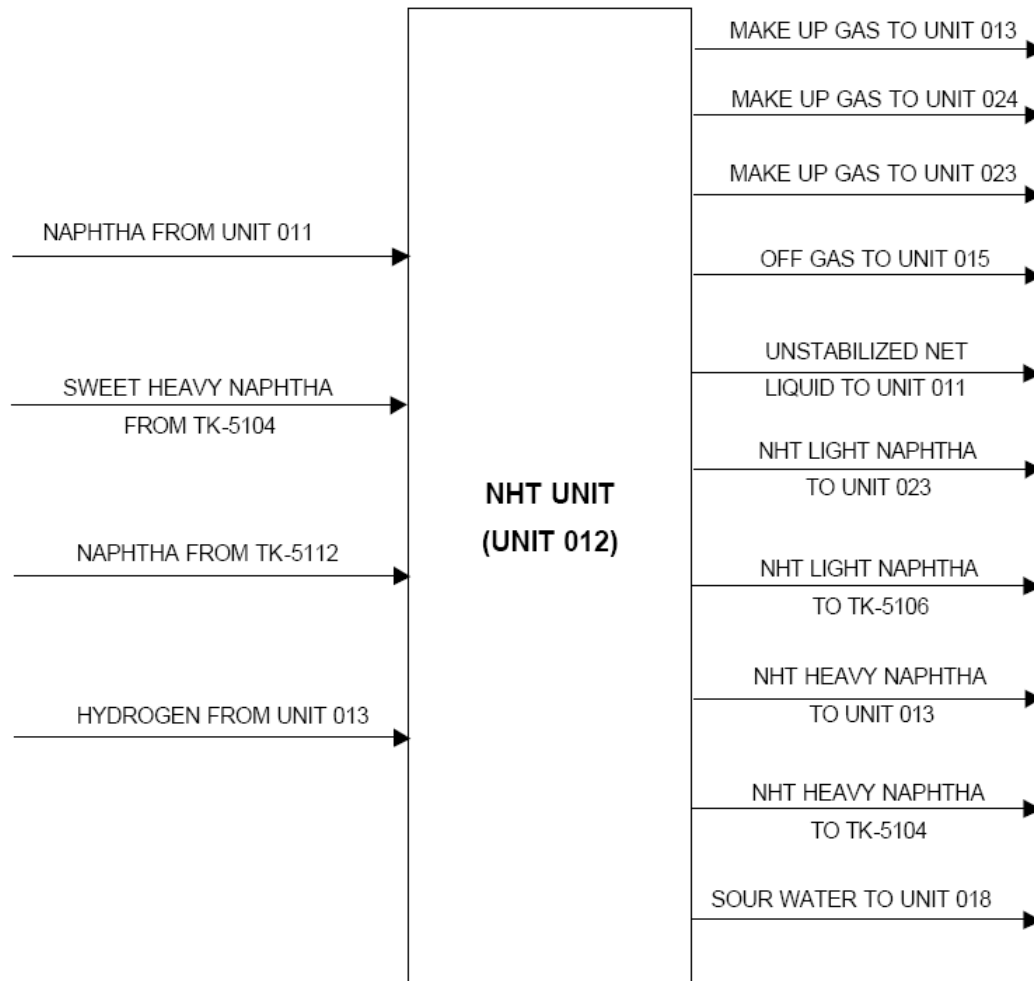 MAKE UP GAS TO UNIT 013
MAKE UP GAS TO UNIT 024
MAKE UP GAS TO UNIT 023
NAPHTHA FROM UNIT 011
OFF GAS TO UNIT 015
SWEET HEAVY NAPHTHA
FROM TK-5104
UNSTABILIZED NET
LIQUID TO UNIT 011
NHT LIGHT NAPHTHA
TO UNIT 023
NHT UNIT
(UNIT 012)
NAPHTHA FROM TK-5112
NHT LIGHT NAPHTHA
TO TK-5106
HYDROGEN FROM UNIT 013
NHT HEAVY NAPHTHA
TO UNIT 013
NHT HEAVY NAPHTHA
TO TK-5104
SOUR WATER TO UNIT 018